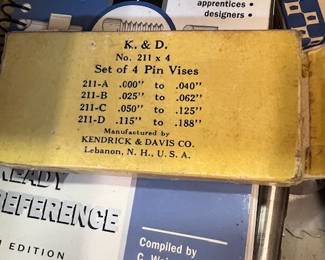 apprentices •
designers •
K. & D.
No. 211 x 4
Set of 4 Pin Vises
211-A .000" to .040"
211-B .025" to .062"
211-C .050" to .125"
211-D .115" to .188"
Manufactured by
KENDRICK & DAVIS CO.
Lebanon, N. H., U. S. A.
READY
REFERENCE
EDITION
Compiled by